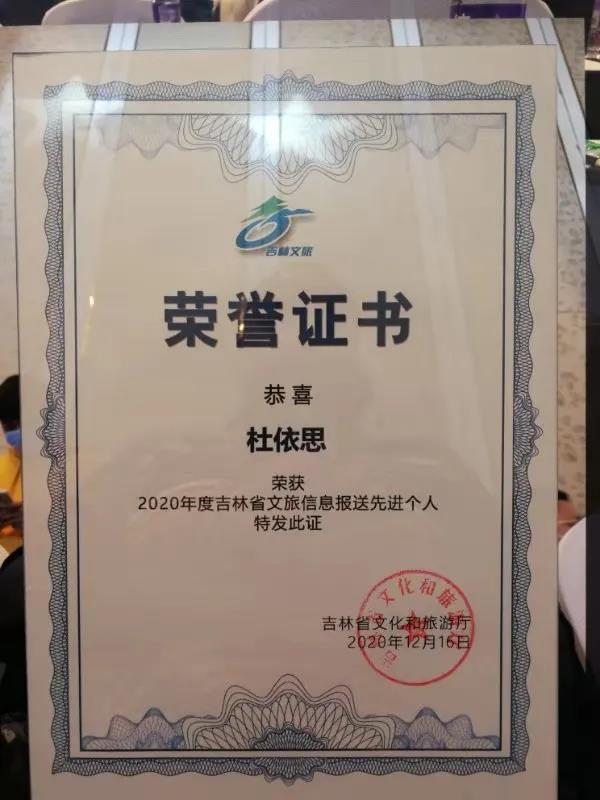 吉林文旅
荣誉证书
恭喜
杜依思
荣获
2020年度吉林省文旅信息报送先进个人
特发此证
吉林省文化和旅游厅
2020年12月16日